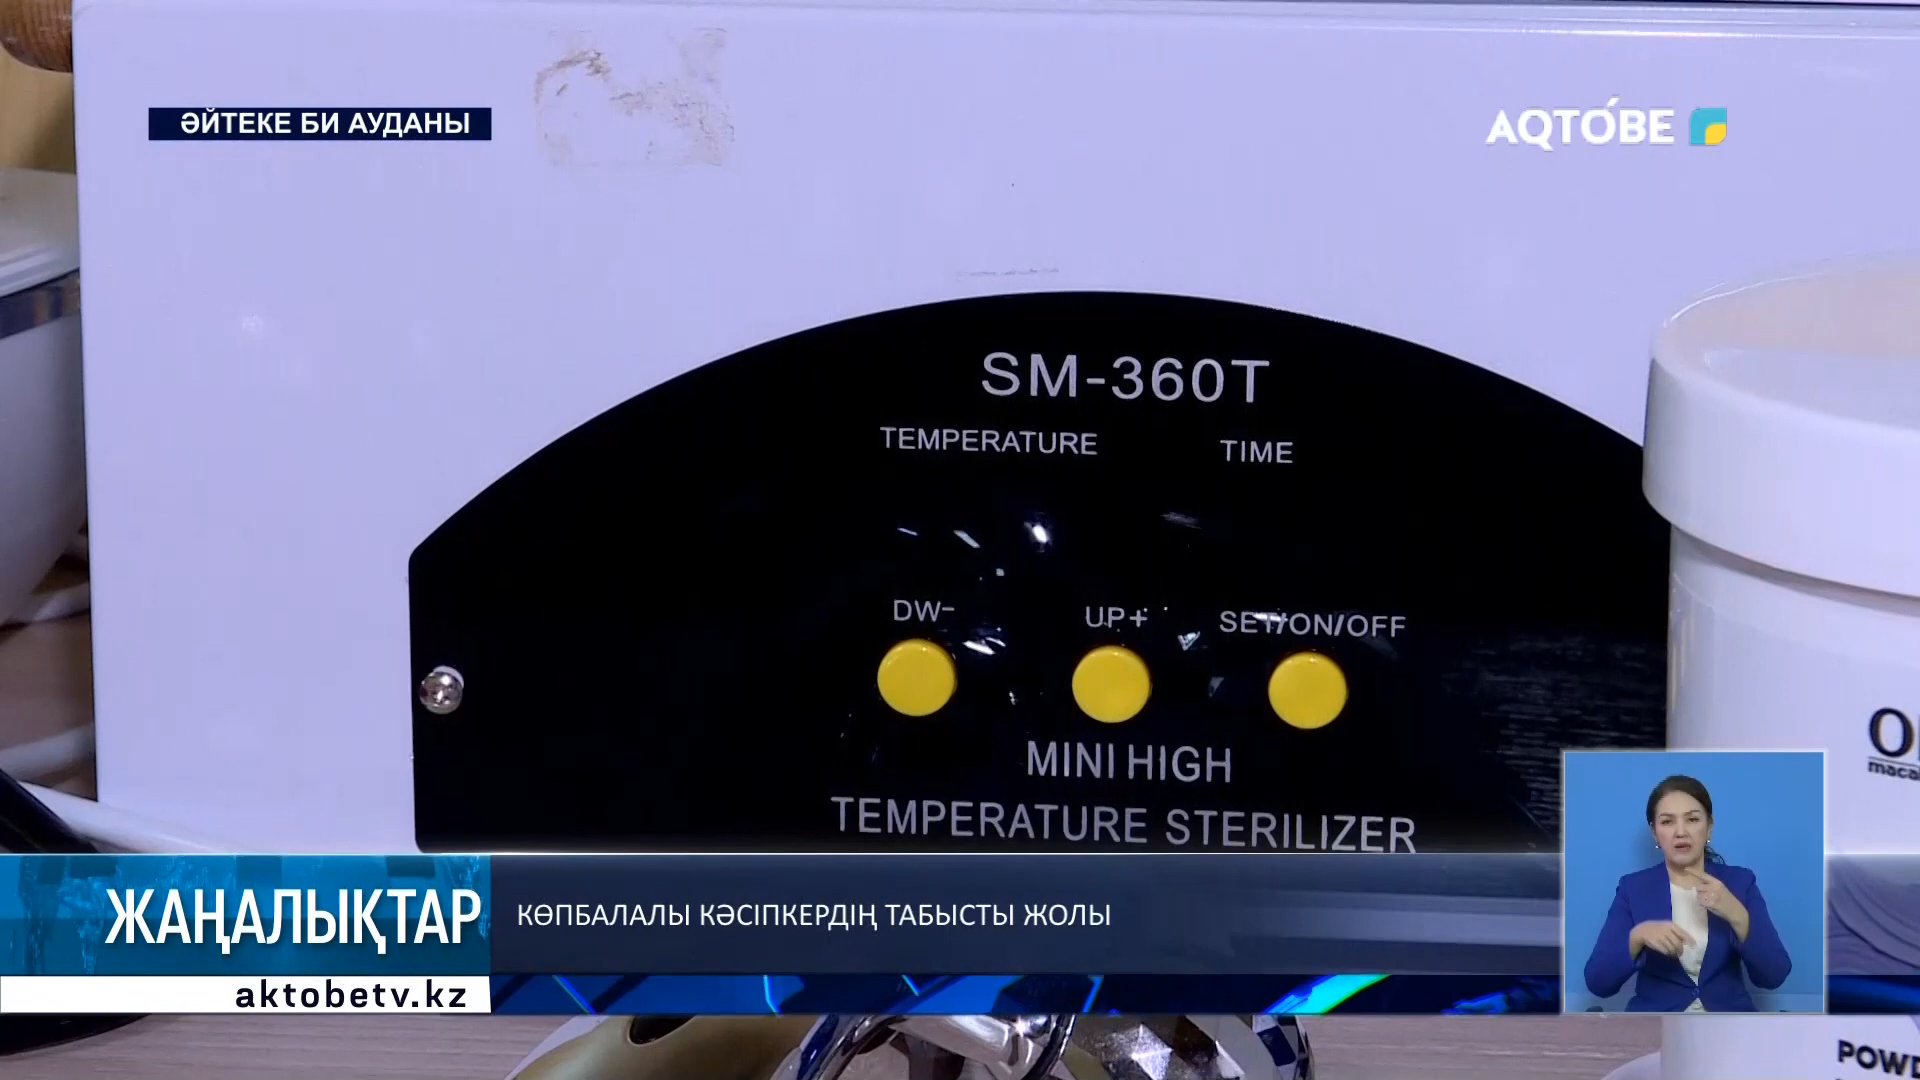 ӘЙТЕКЕ БИ АУДАНЫ
AQTÓBE
SM-360T
TEMPERATURE TIME
DW- UP+ SET/ON/OFF
MINI HIGH
TEMPERATURE STERILIZER
ЖАҢАЛЫҚТАР
КӨПБАЛАЛЫ КӘСІПКЕРДІҢ ТАБЫСТЫ ЖОЛЫ
aktobetv.kz